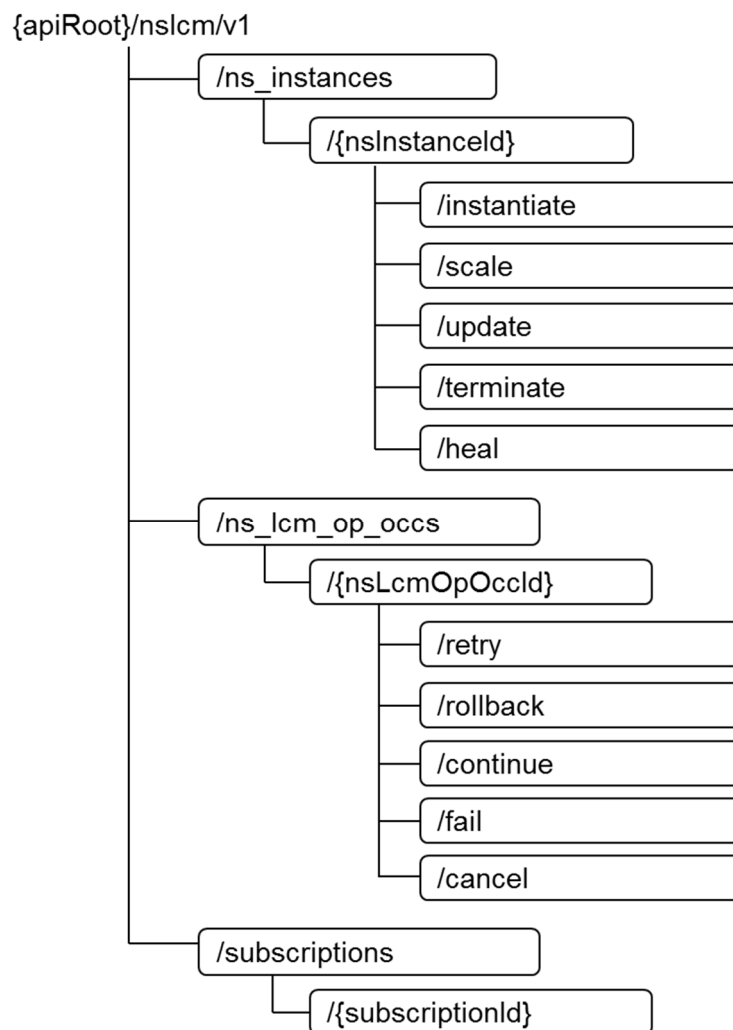 {apiRoot}/nslcm/v1
/ns_instances
/{nsInstanceId}
/instantiate
/scale
/update
/terminate
/heal
/ns_lcm_op_occs
/{nsLcmOpOccId}
/retry
/rollback
/continue
/fail
/cancel
/subscriptions
/{subscriptionId}